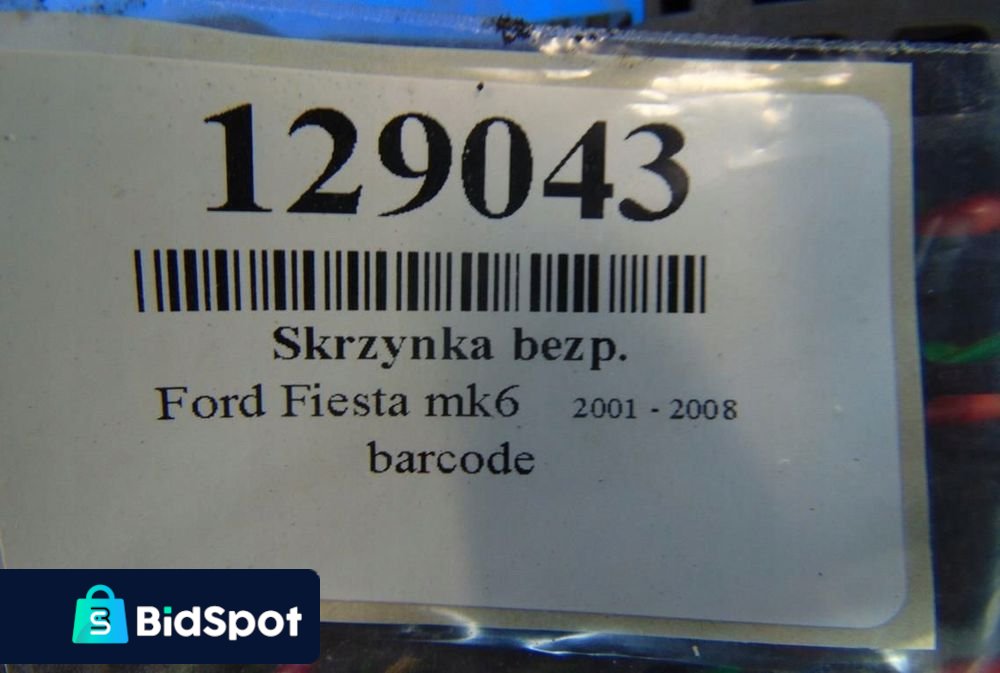 129043
Skrzynka bezp.
Ford Fiesta mk6 2001 - 2008
barcode
BidSpot